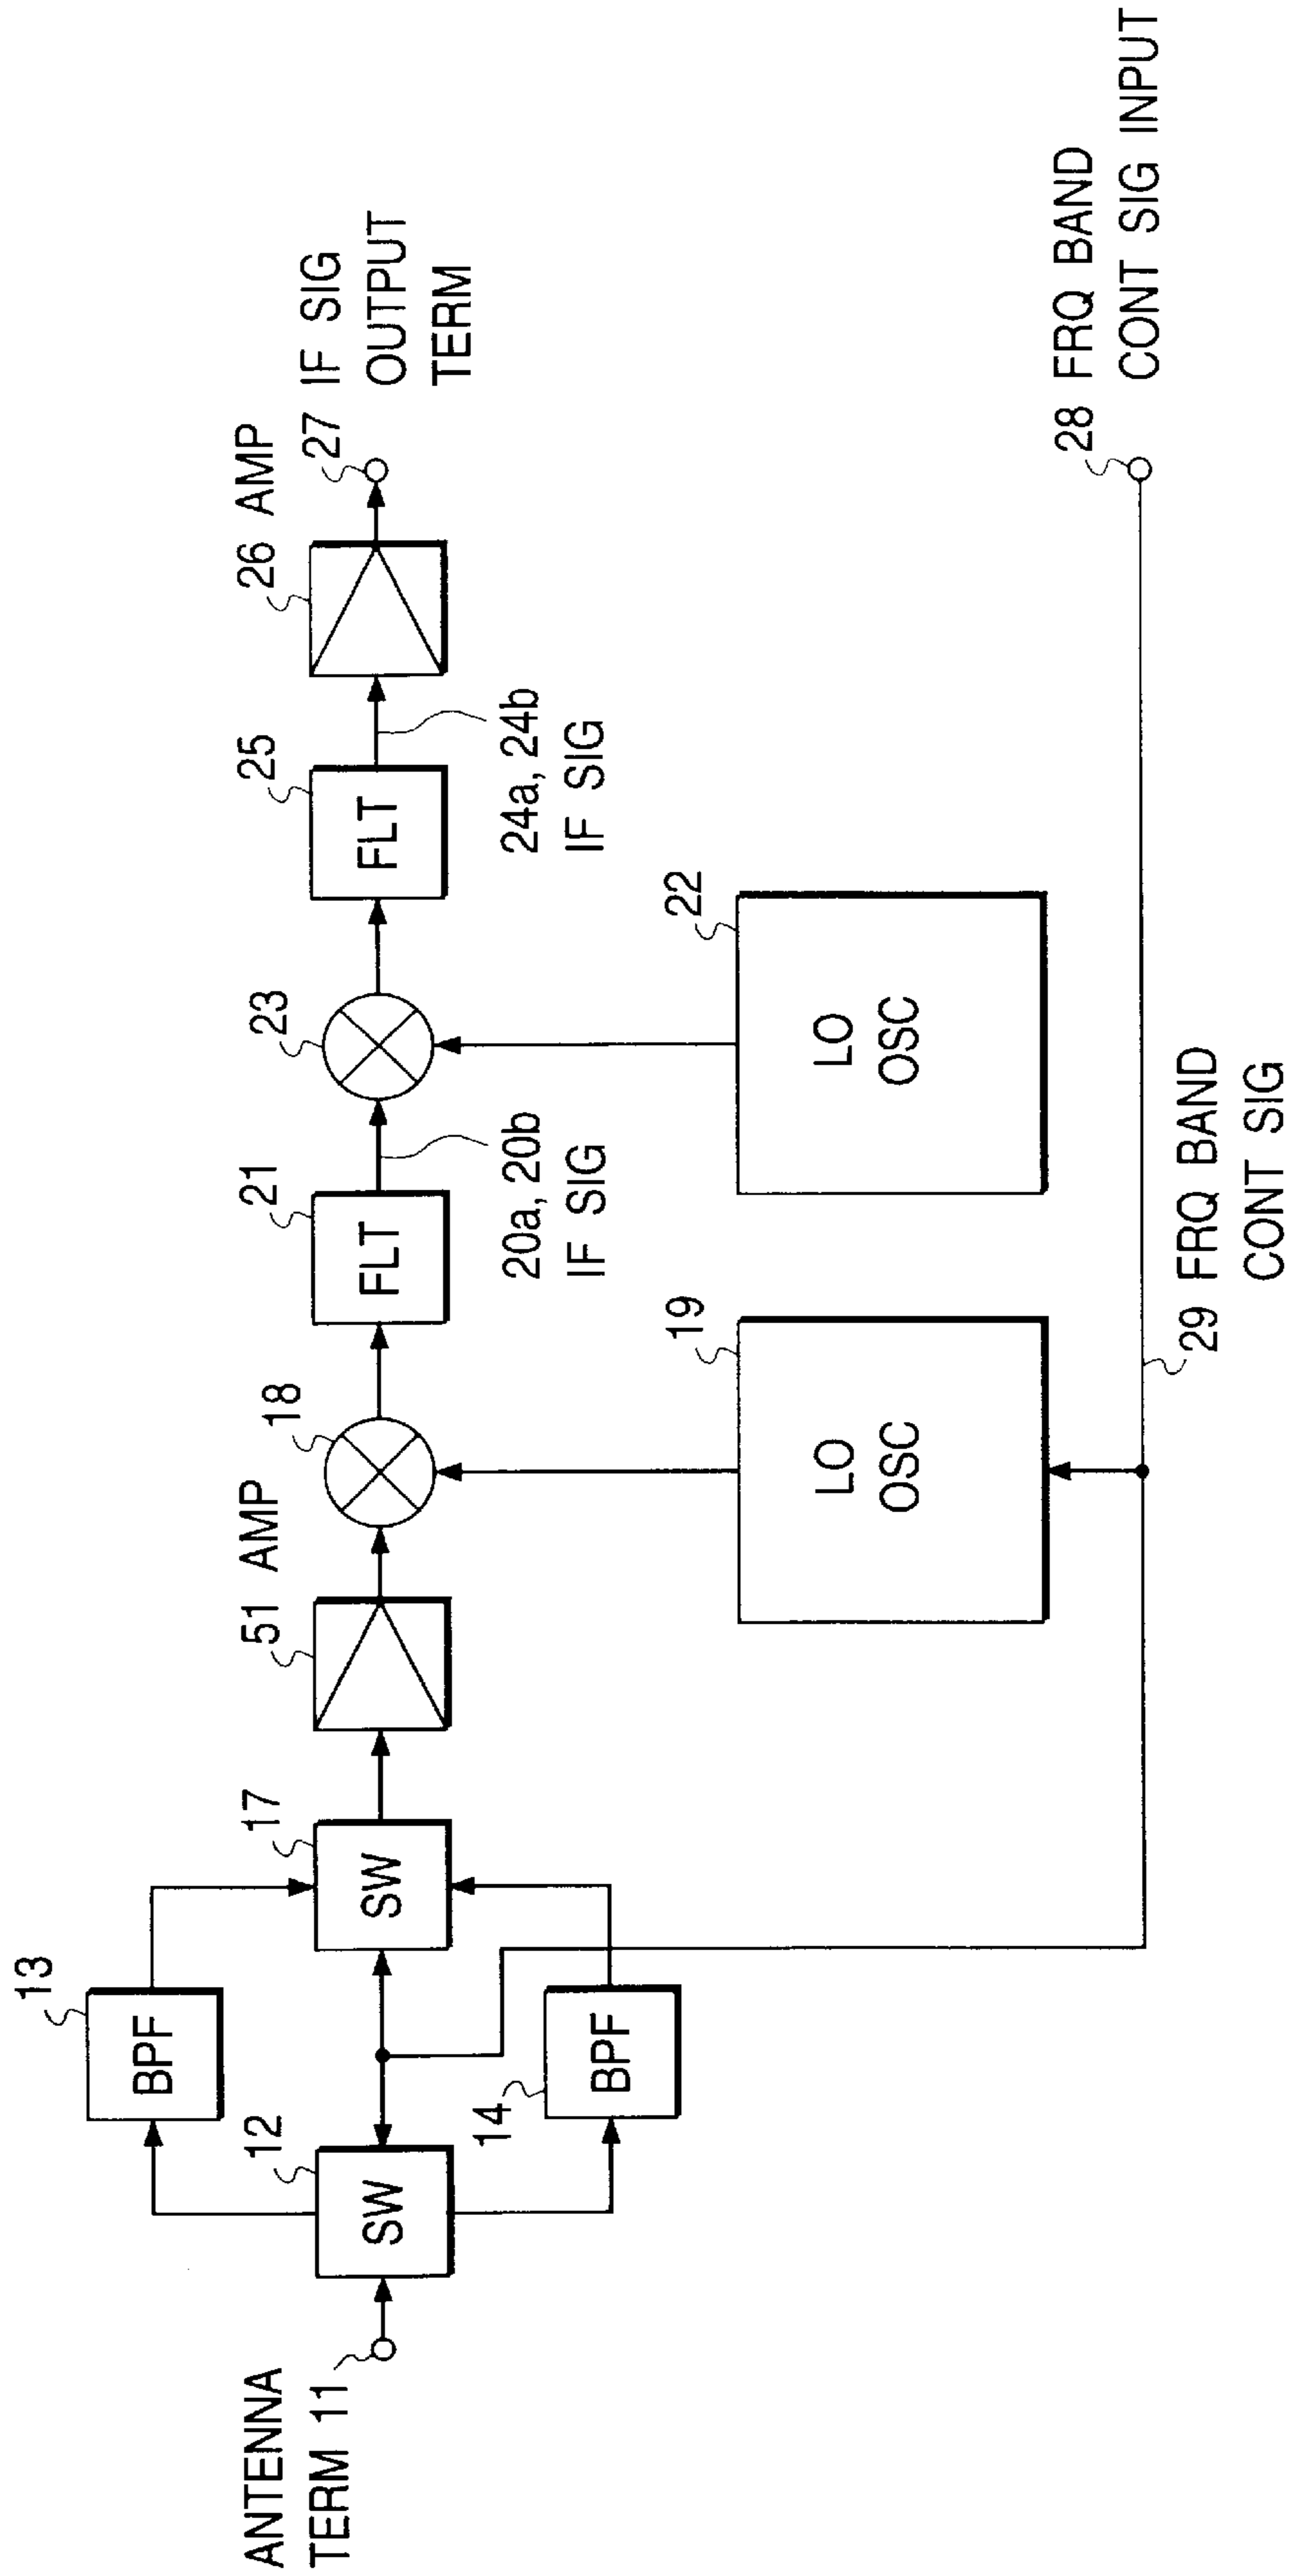 ANTENNA
TERM 11
12
SW
13
BPF
14
BPF
17
SW
51 AMP
18
19
LO
OSC
21
FLT
20a, 20b
IF SIG
23
22
LO
OSC
25
FLT
24a, 24b
IF SIG
26 AMP
27 IF SIG
OUTPUT
TERM
28 FRQ BAND
CONT SIG INPUT
29 FRQ BAND
CONT SIG